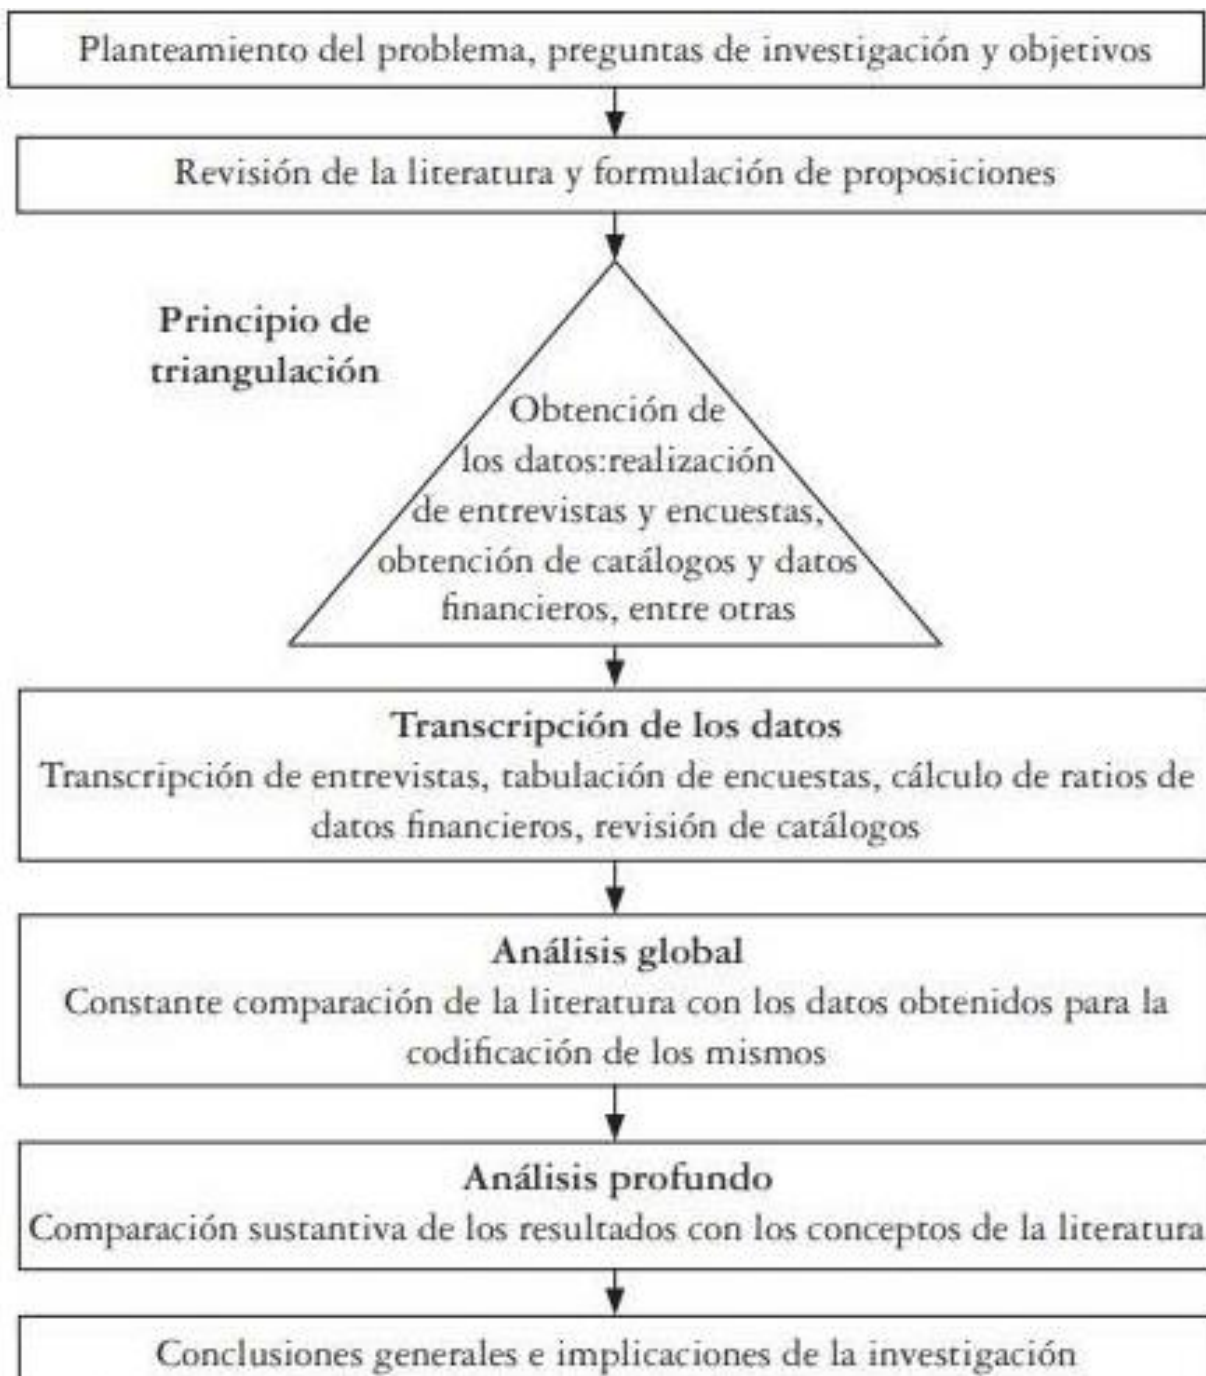 Planteamiento del problema, preguntas de investigación y objetivos
Revisión de la literatura y formulación de proposiciones
Principio de
triangulación
Obtención de
los datos:realización
de entrevistas y encuestas,
obtención de catálogos y datos
financieros, entre otras
Transcripción de los datos
Transcripción de entrevistas, tabulación de encuestas, cálculo de ratios de
datos financieros, revisión de catálogos
Análisis global
Constante comparación de la literatura con los datos obtenidos para la
codificación de los mismos
Análisis profundo
Comparación sustantiva de los resultados con los conceptos de la literatura
Conclusiones generales e implicaciones de la investigación